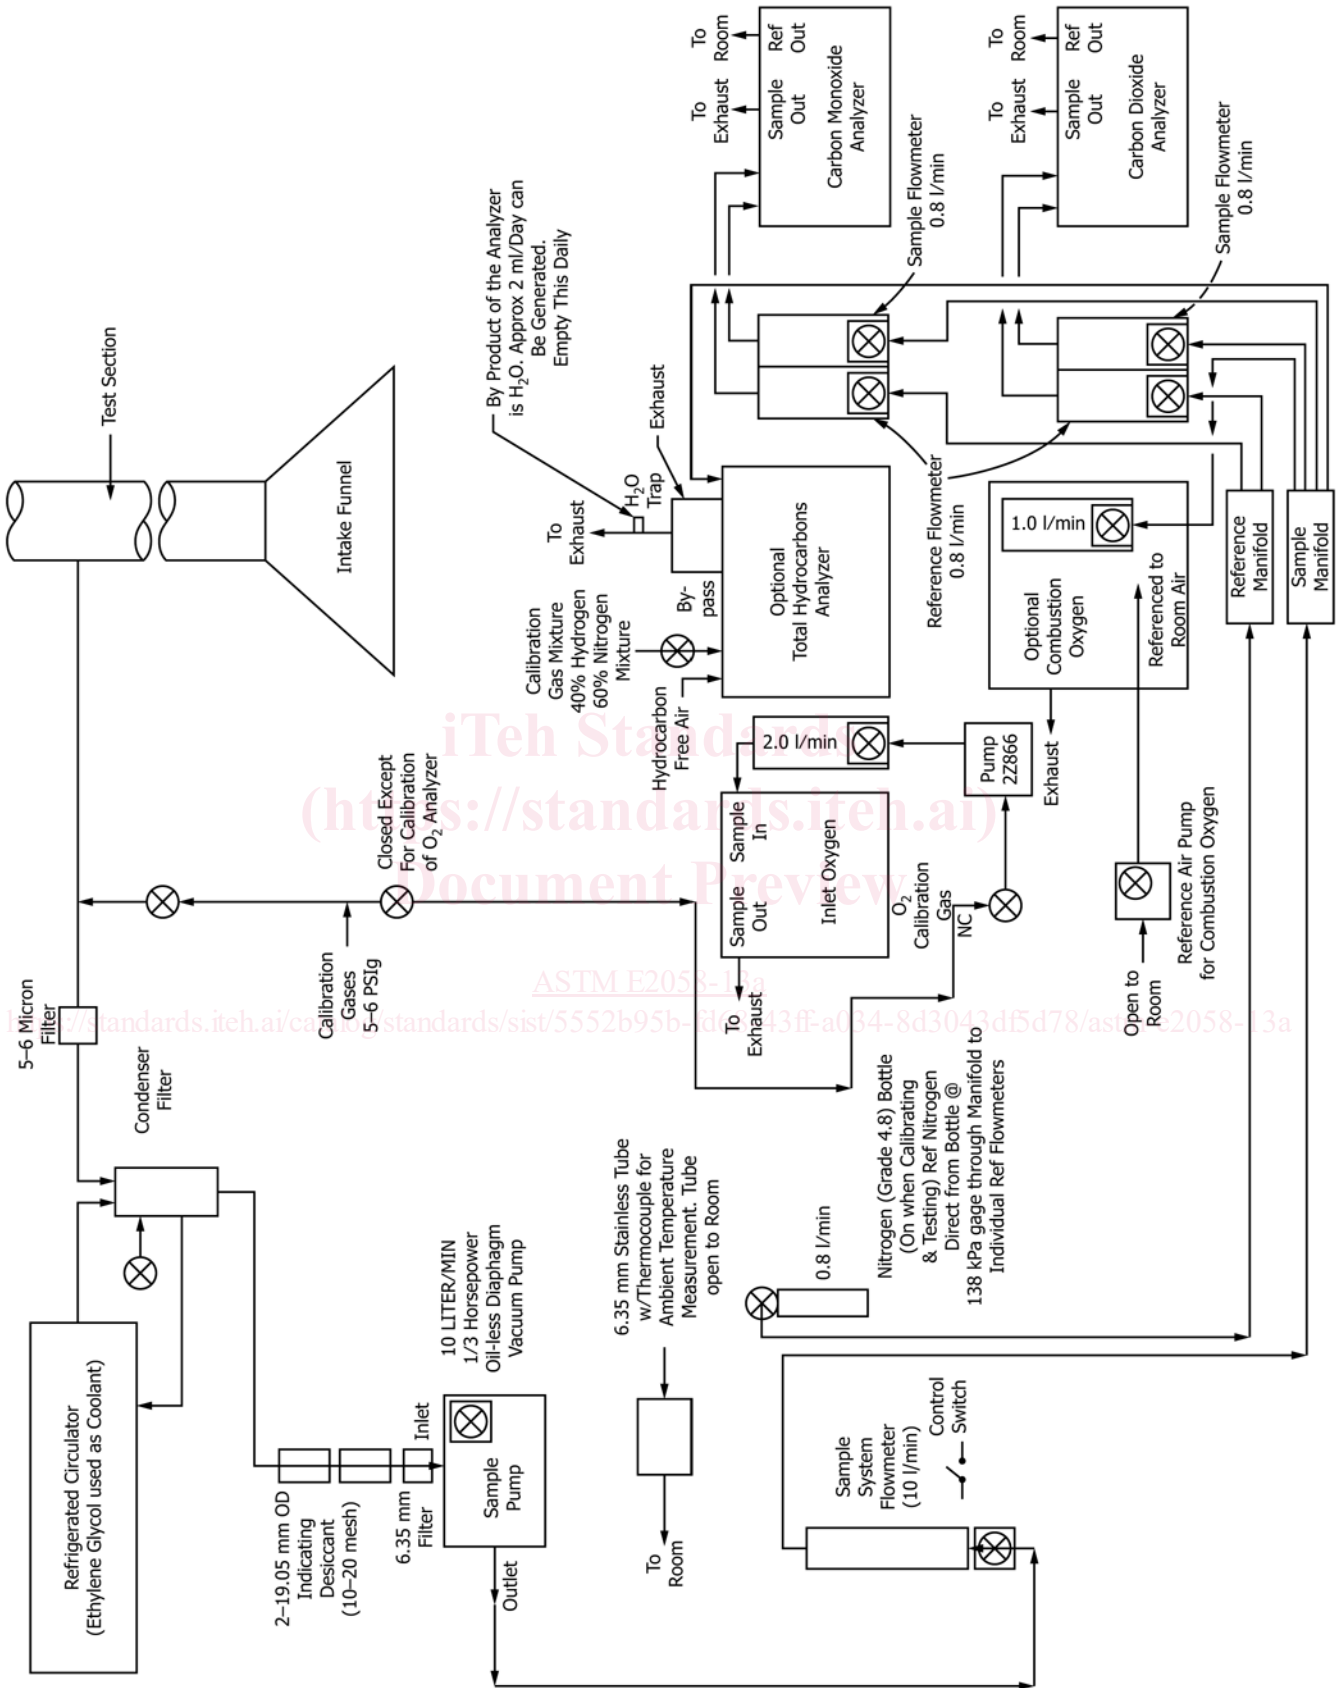 Test Section
Intake Funnel
5–6 Micron
Filter
Condenser
Filter
Refrigerated Circulator
(Ethylene Glycol used as Coolant)
Calibration
Gases
5–6 PSIg
Closed Except
For Calibration
of O₂ Analyzer
2–19.05 mm OD
Indicating
Desiccant
(10–20 mesh)
6.35 mm
Filter
Inlet
10 LITER/MIN
1/3 Horsepower
Oil-less Diaphagm
Vacuum Pump
Sample
Pump
Outlet
By Product of the Analyzer
is H₂O. Approx 2 ml/Day can
Be Generated.
Empty This Daily
To
Exhaust
H₂O
Trap
Exhaust
By-
pass
Calibration
Gas Mixture
40% Hydrogen
60% Nitrogen
Mixture
Hydrocarbon
Free Air
Optional
Total Hydrocarbons
Analyzer
To
Room
Ref
Out
To
Exhaust
Sample
Out
Carbon Monoxide
Analyzer
Sample Flowmeter
0.8 l/min
To
Room
Ref
Out
To
Exhaust
Sample
Out
Carbon Dioxide
Analyzer
Sample Flowmeter
0.8 l/min
Reference Flowmeter
0.8 l/min
1.0 l/min
Optional
Combustion
Oxygen
Referenced to
Room Air
Exhaust
Reference
Manifold
Sample
Manifold
2.0 l/min
Pump
2Z866
Sample
In
Sample
Out
Inlet Oxygen
To
Exhaust
O₂
Calibration
Gas
NC
Reference Air Pump
for Combustion Oxygen
Open to
Room
6.35 mm Stainless Tube
w/Thermocouple for
Ambient Temperature
Measurement. Tube
open to Room
To
Room
0.8 l/min
Nitrogen (Grade 4.8) Bottle
(On when Calibrating
& Testing) Ref Nitrogen
Direct from Bottle @
138 kPa gage through Manifold to
Individual Ref Flowmeters
Sample
System
Flowmeter
(10 l/min)
Control
Switch
iTeh Standards
(https://standards.iteh.ai)
Document Preview
ASTM E2058-13a